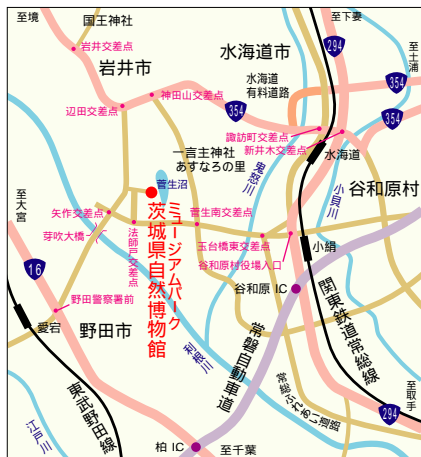 至境
国王神社
至下妻
岩井交差点
水海道市
294
至土浦
岩井市
神田山交差点
水海道
有料道路
354
辺田交差点
354
354
諏訪町交差点
新井木交差点
水海道
一言主神社
あすなろの里
鬼怒川
小貝川
谷和原村
至大宮
菅生沼
矢作交差点
芽吹大橋
法師戸交差点
ミュージアムパーク
茨城県自然博物館
菅生南交差点
玉台橋東交差点
谷和原村役場入口
小絹
16
谷和原 IC
野田警察署前
愛宕
野田市
利根川
常磐自動車道
関東鉄道常総線
東武野田線
常総ふれあい道路
至取手
294
江戸川
柏 IC
至千葉